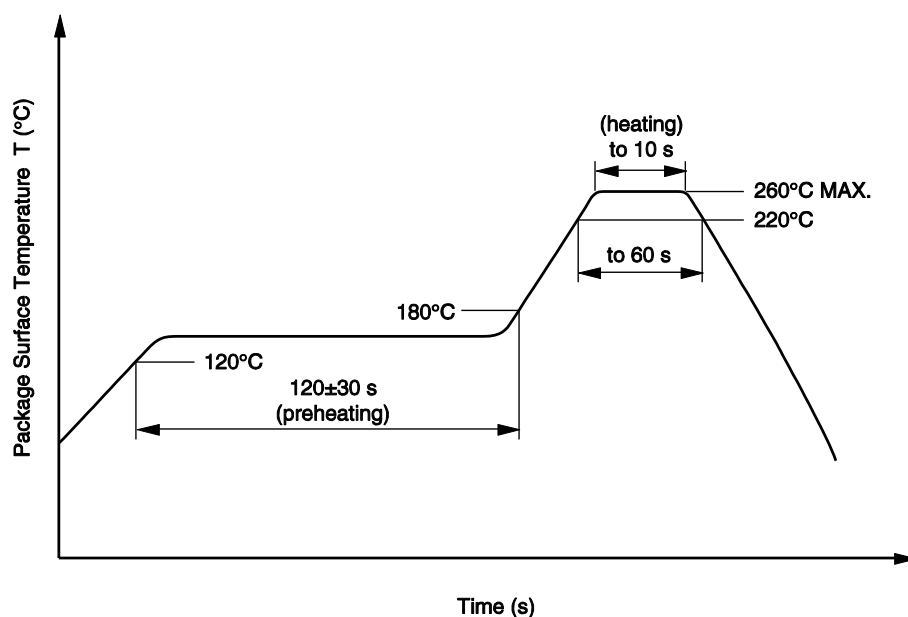 Package Surface Temperature T (°C)
(heating)
to 10 s
260°C MAX.
220°C
to 60 s
180°C
120°C
120±30 s
(preheating)
Time (s)